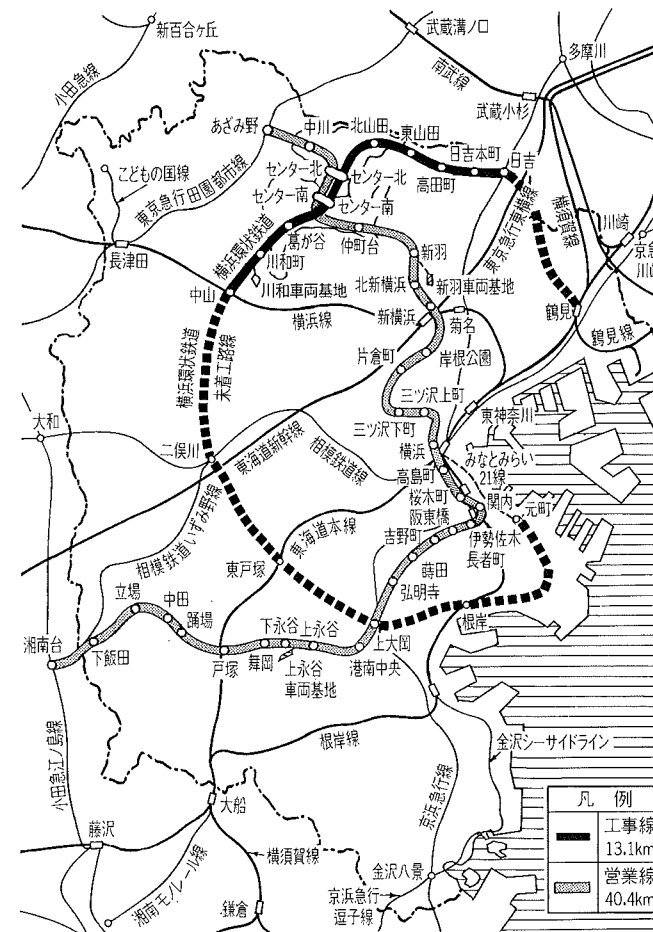 新百合ヶ丘
武蔵溝ノ口
多摩川
小田急線
南武線
武蔵小杉
あざみ野
中川
北山田
東山田
日吉本町
日吉
こどもの国線
東京急行田園都市線
センター北
センター北
高田町
センター南
センター南
東京急行東横線
横須賀線
川崎
京急
川崎
長津田
横浜環状鉄道
葛が谷
仲町台
新羽
川和町
川和車両基地
北新横浜
新羽車両基地
中山
横浜線
新横浜
菊名
鶴見
鶴見線
片倉町
岸根公園
横浜環状鉄道
未着工路線
三ツ沢上町
東神奈川
大和
三ツ沢下町
横浜
みなとみらい
21線
二俣川
東海道新幹線
相模鉄道線
高島町
桜木町
関内
元町
阪東橋
相模鉄道いずみ野線
東海道本線
吉野町
伊勢佐木
長者町
蒔田
東戸塚
弘明寺
立場
中田
踊場
根岸
湘南台
下飯田
下永谷
上永谷
上大岡
戸塚
舞岡
上永谷
車両基地
港南中央
小田急江ノ島線
根岸線
金沢シーサイドライン
京浜急行線
大船
藤沢
横須賀線
金沢八景
湘南モノレール線
鎌倉
京浜急行
逗子線
凡例
工事線
13.1km
営業線
40.4km